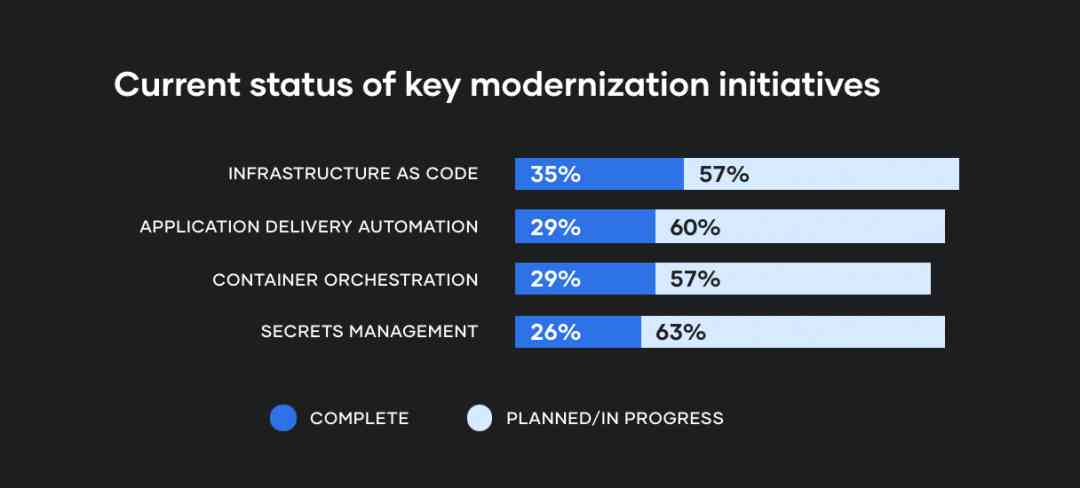 Current status of key modernization initiatives
INFRASTRUCTURE AS CODE 35% 57%
APPLICATION DELIVERY AUTOMATION 29% 60%
CONTAINER ORCHESTRATION 29% 57%
SECRETS MANAGEMENT 26% 63%
COMPLETE PLANNED/IN PROGRESS